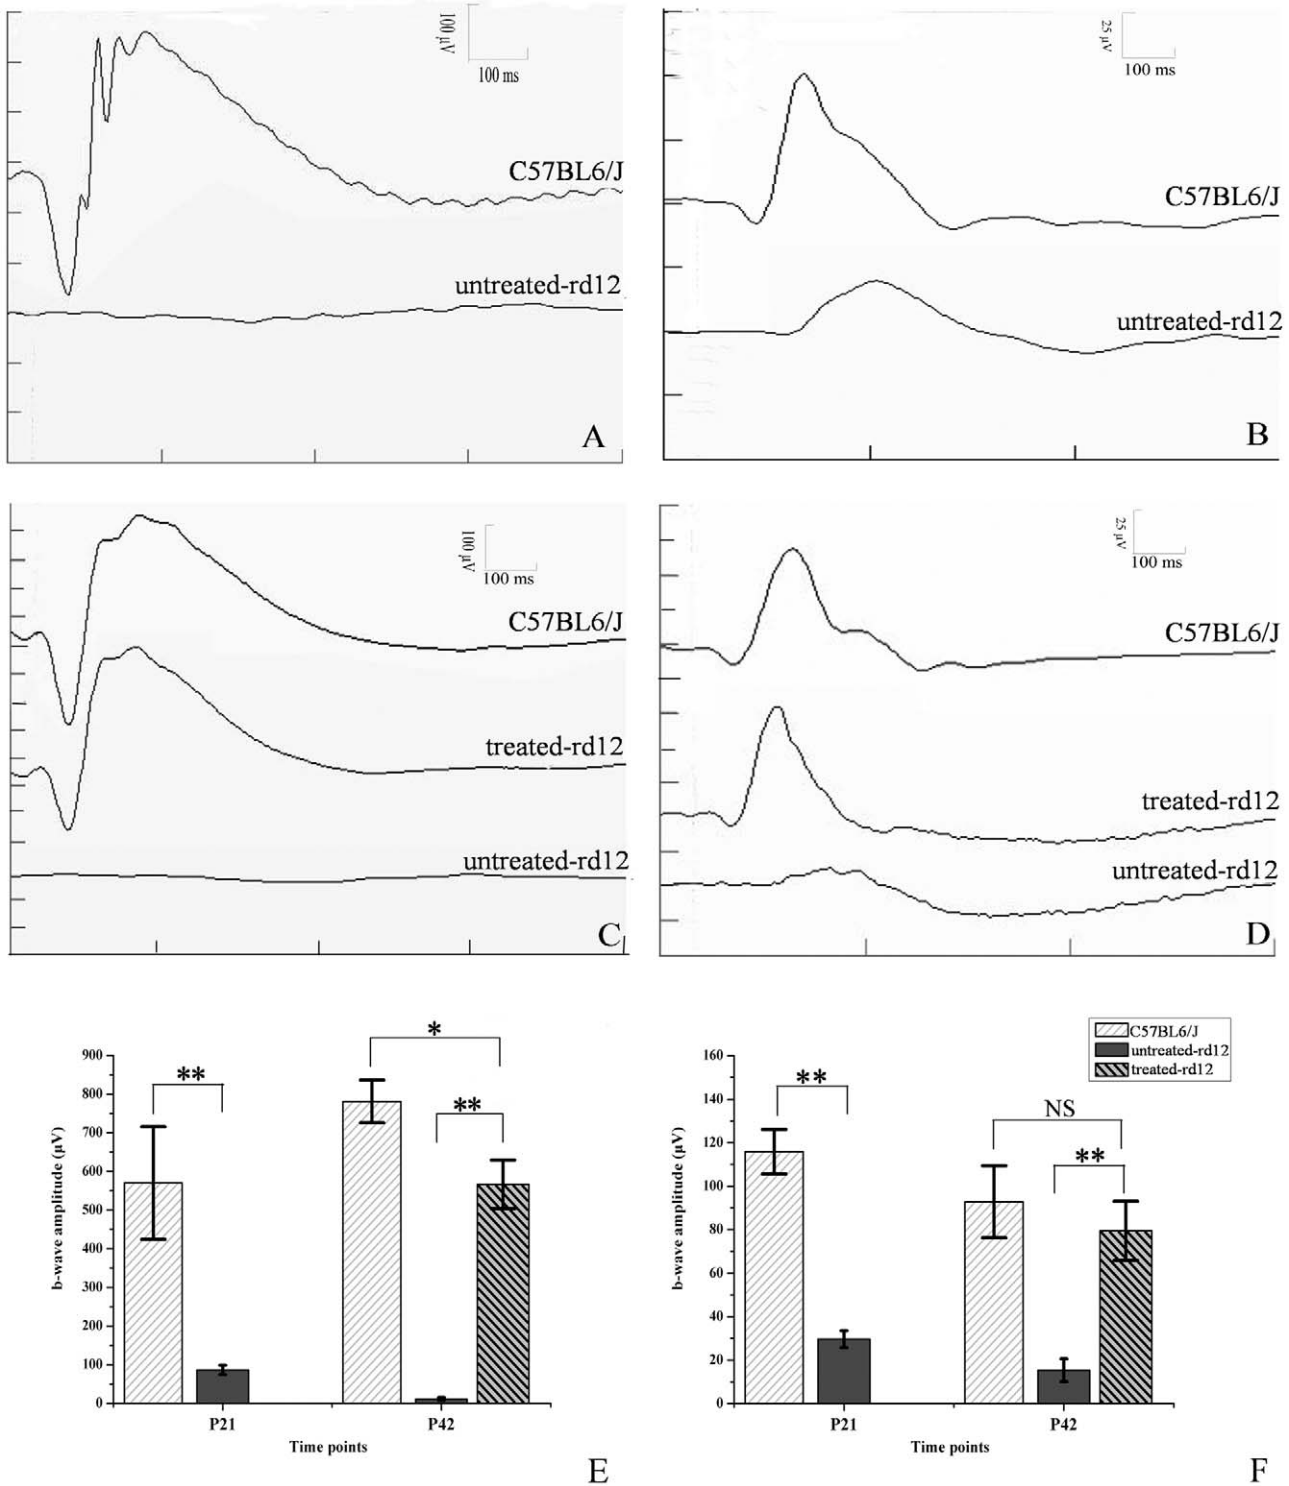 100 µV
100 ms
C57BL6/J
untreated-rd12
A
25 µV
100 ms
C57BL6/J
untreated-rd12
B
100 µV
100 ms
C57BL6/J
treated-rd12
untreated-rd12
C
25 µV
100 ms
C57BL6/J
treated-rd12
untreated-rd12
D
b-wave amplitude (µV)
900
800
700
600
500
400
300
200
100
0
**
*
**
P21
P42
Time points
E
C57BL6/J
untreated-rd12
treated-rd12
b-wave amplitude (µV)
160
140
120
100
80
60
40
20
0
**
NS
**
P21
P42
Time points
F